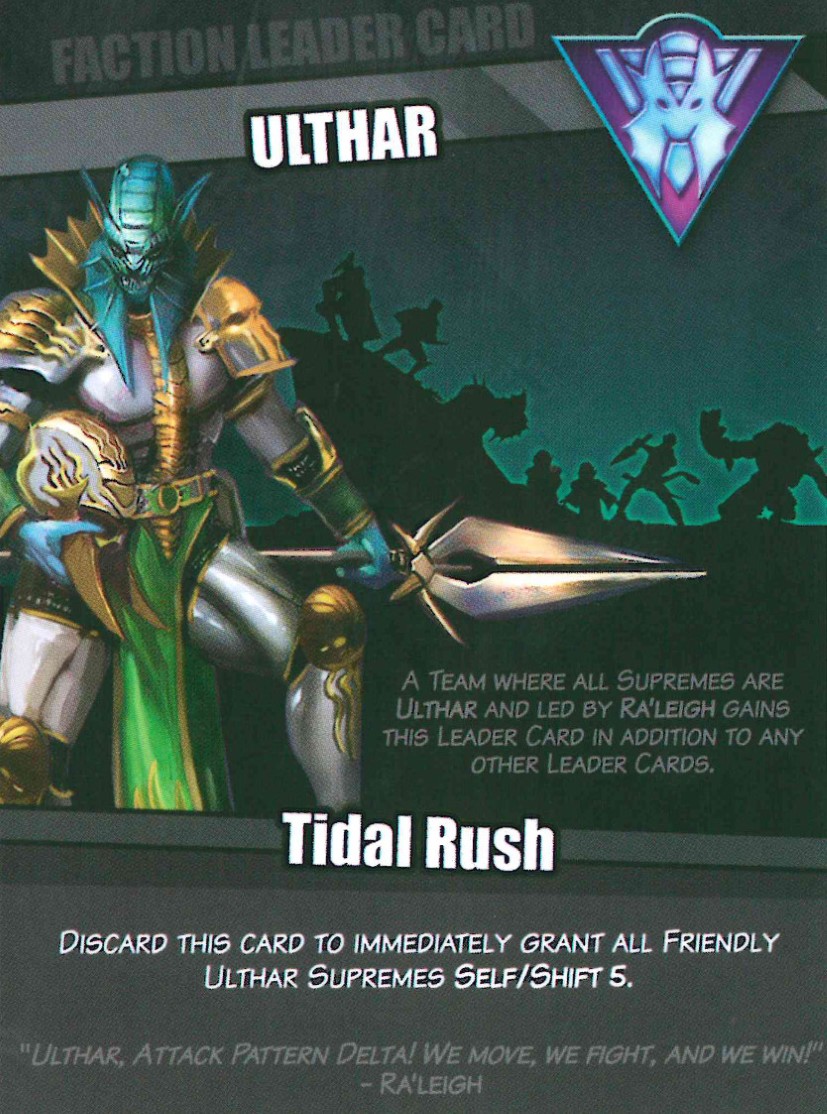 FACTION LEADER CARD
ULTHAR
A TEAM WHERE ALL SUPREMES ARE
ULTHAR AND LED BY RA'LEIGH GAINS
THIS LEADER CARD IN ADDITION TO ANY
OTHER LEADER CARDS.
Tidal Rush
DISCARD THIS CARD TO IMMEDIATELY GRANT ALL FRIENDLY
ULTHAR SUPREMES SELF/SHIFT 5.
"ULTHAR, ATTACK PATTERN DELTA! WE MOVE, WE FIGHT, AND WE WIN!"
- RA'LEIGH